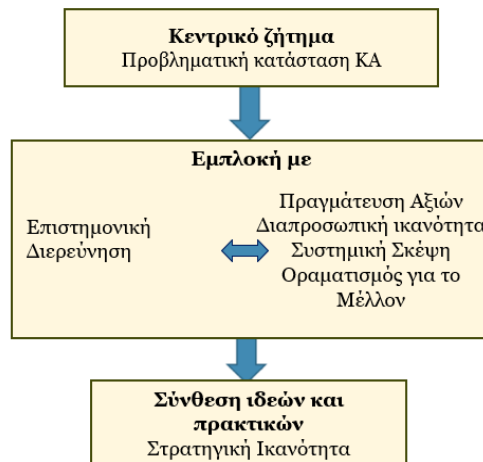 Κεντρικό ζήτημα
Προβληματική κατάσταση ΚΑ
Εμπλοκή με
Επιστημονική
Διερεύνηση
Πραγμάτευση Αξιών
Διαπροσωπική ικανότητα
Συστημική Σκέψη
Οραματισμός για το
Μέλλον
Σύνθεση ιδεών και
πρακτικών
Στρατηγική Ικανότητα